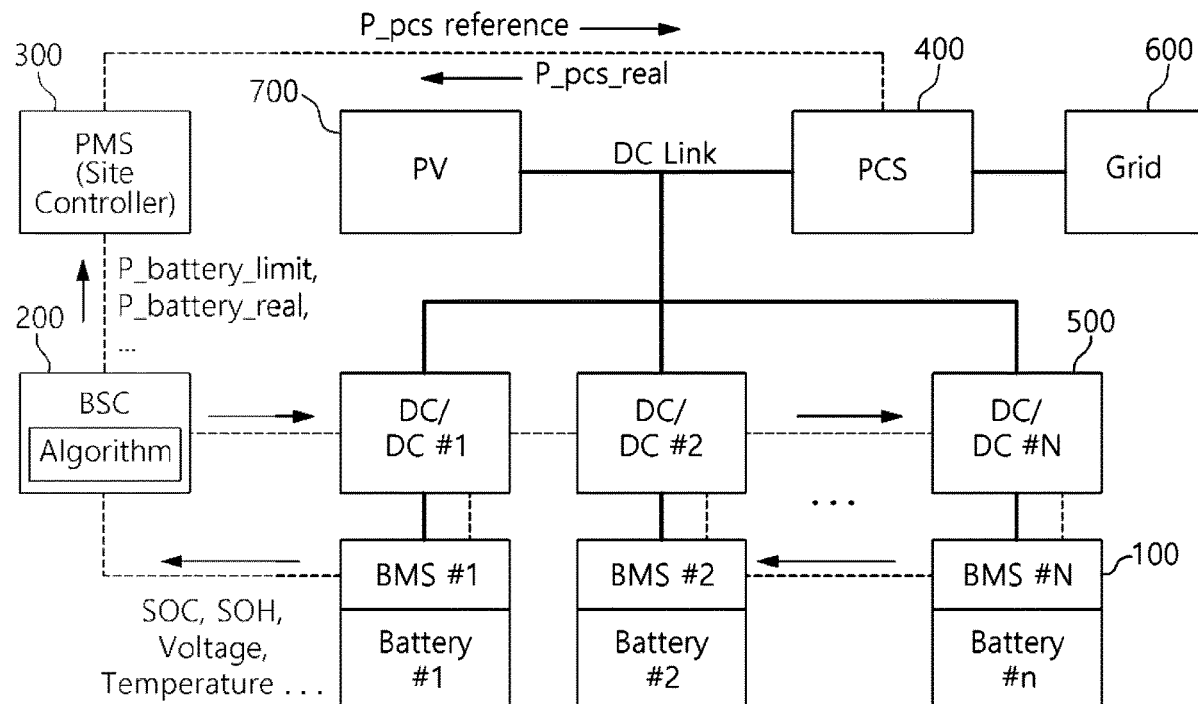 P_pcs reference
300
P_pcs_real
400
600
700
PMS
(Site
Controller)
PV
DC Link
PCS
Grid
P_battery_limit,
P_battery_real,
...
200
500
BSC
Algorithm
DC/
DC #1
DC/
DC #2
DC/
DC #N
...
BMS #1
BMS #2
BMS #N
100
SOC, SOH,
Voltage,
Temperature . . .
Battery
#1
Battery
#2
Battery
#n